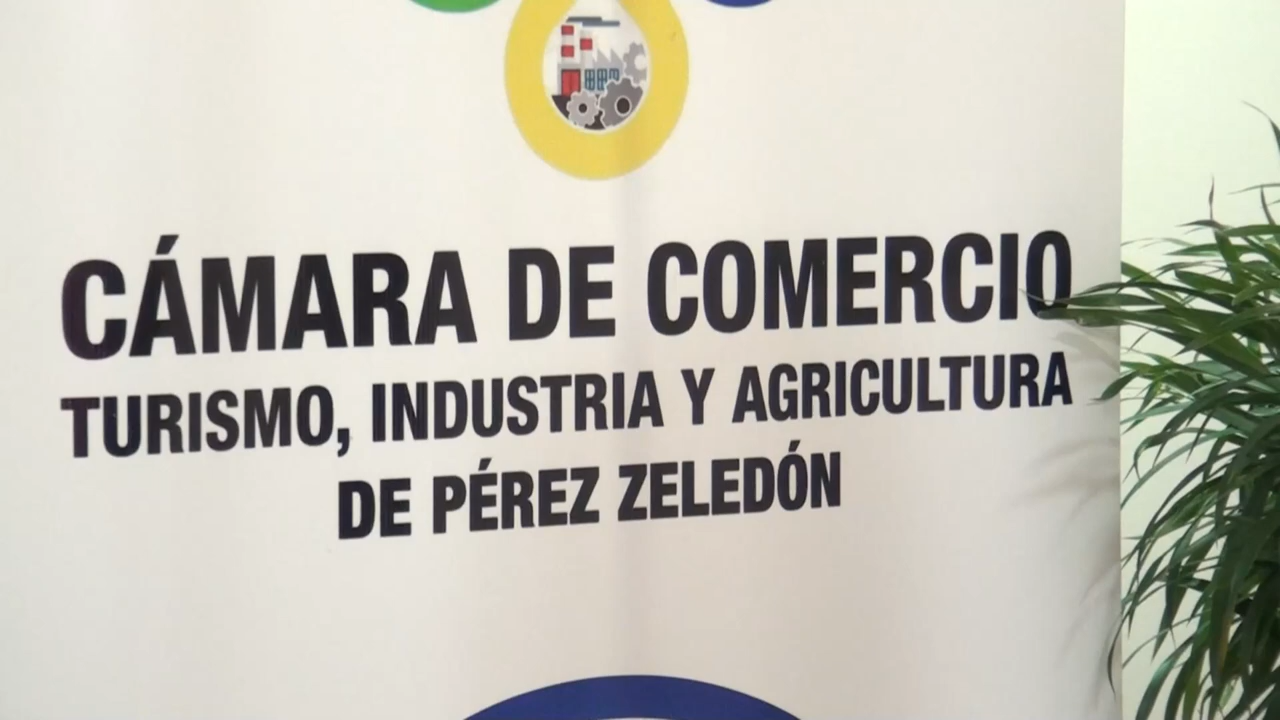 CÁMARA DE COMERCIO
TURISMO, INDUSTRIA Y AGRICULTURA
DE PÉREZ ZELEDÓN